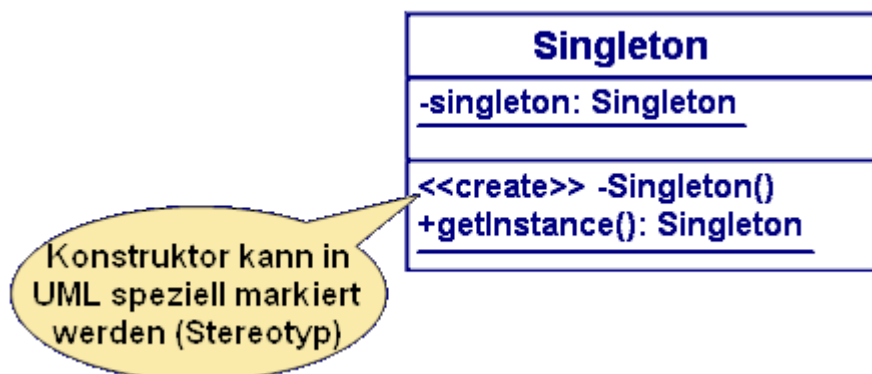 Singleton
-singleton: Singleton
<<create>> -Singleton()
+getInstance(): Singleton
Konstruktor kann in
UML speziell markiert
werden (Stereotyp)